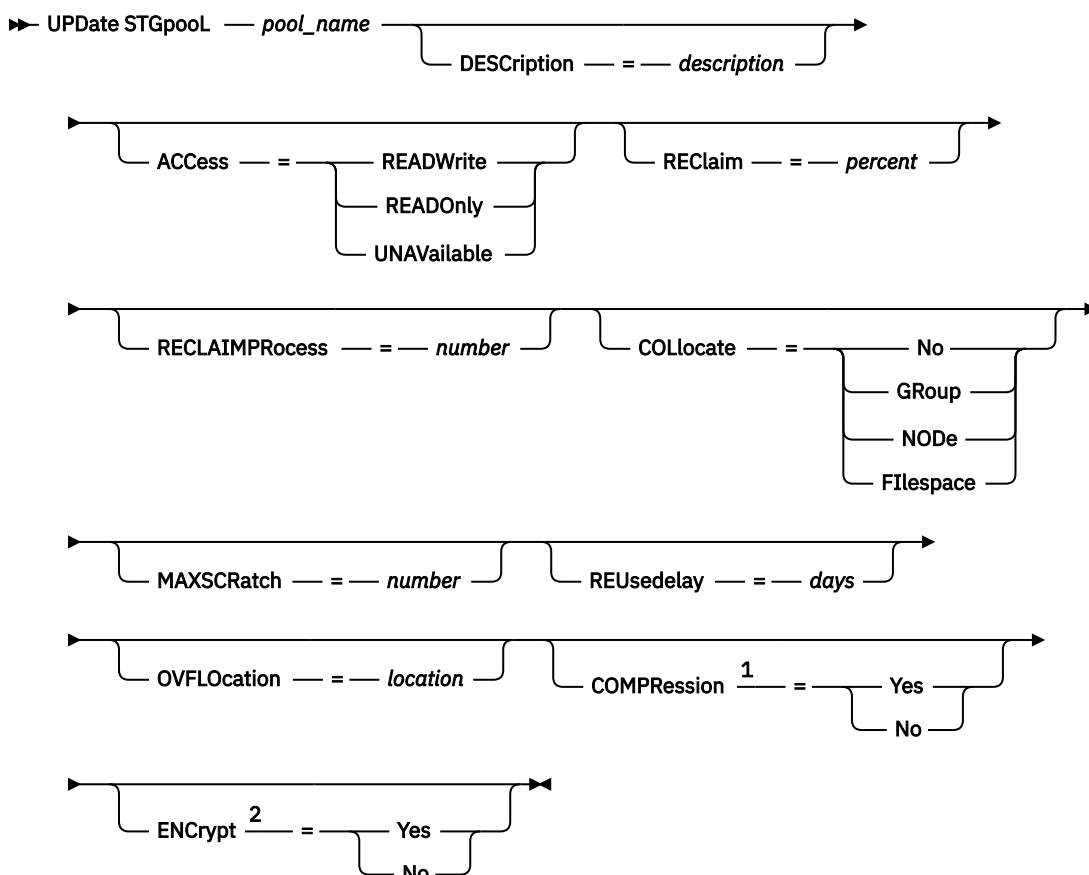 UPDate STGpooL pool_name
DESCription = description
ACCess = READWrite
READOnly
UNAVailable
REClaim = percent
RECLAIMPRocess = number
COLlocate = No
GRoup
NODe
FIlespace
MAXSCRatch = number
REUsedelay = days
OVFLOcation = location
COMPRession 1 = Yes
No
ENCrypt 2 = Yes
No